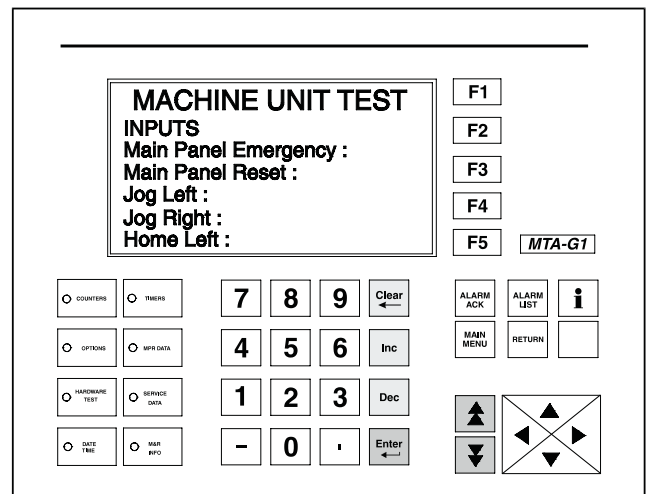 MACHINE UNIT TEST
INPUTS
Main Panel Emergency :
Main Panel Reset :
Jog Left :
Jog Right :
Home Left :
F1
F2
F3
F4
F5
MTA-G1
COUNTERS
TIMERS
OPTIONS
MPR DATA
HARDWARE
TEST
SERVICE
DATA
DATE
TIME
M&R
INFO
7 8 9 Clear
4 5 6 Inc
1 2 3 Dec
- 0 . Enter
ALARM
ACK
ALARM
LIST
i
MAIN
MENU
RETURN